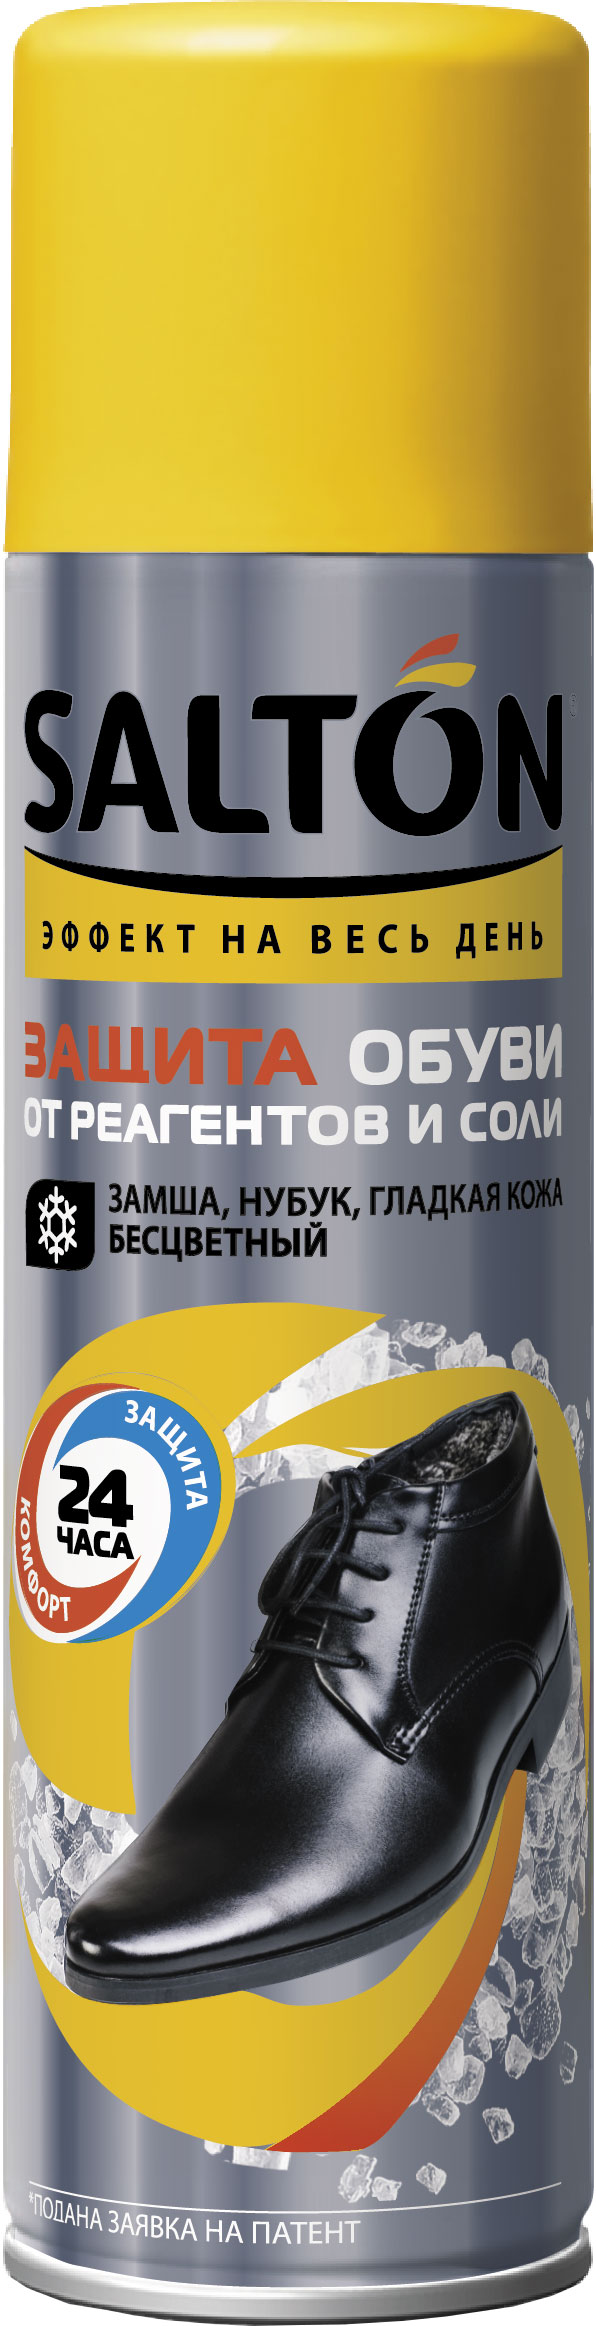 SALTON®
ЭФФЕКТ НА ВЕСЬ ДЕНЬ
ЗАЩИТА ОБУВИ
ОТ РЕАГЕНТОВ И СОЛИ
ЗАМША, НУБУК, ГЛАДКАЯ КОЖА
БЕСЦВЕТНЫЙ
ЗАЩИТА
24
ЧАСА
КОМФОРТ
*ПОДАНА ЗАЯВКА НА ПАТЕНТ